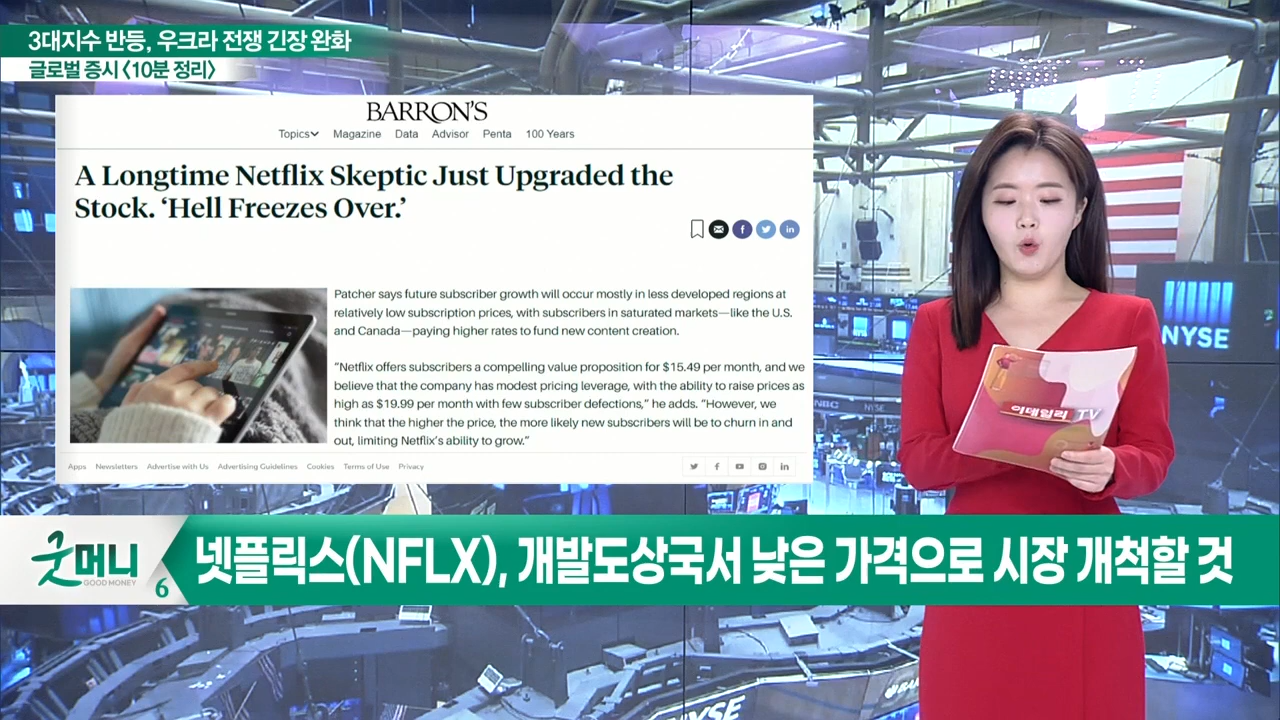 3대지수 반등, 우크라 전쟁 긴장 완화
글로벌 증시 <10분 정리>
BARRON'S
Topics Magazine Data Advisor Penta 100 Years
A Longtime Netflix Skeptic Just Upgraded the
Stock. ‘Hell Freezes Over.’
Patcher says future subscriber growth will occur mostly in less developed regions at
relatively low subscription prices, with subscribers in saturated markets—like the U.S.
and Canada—paying higher rates to fund new content creation.
“Netflix offers subscribers a compelling value proposition for $15.49 per month, and we
believe that the company has modest pricing leverage, with the ability to raise prices as
high as $19.99 per month with few subscriber defections,” he adds. “However, we
think that the higher the price, the more likely new subscribers will be to churn in and
out, limiting Netflix’s ability to grow.”
Apps Newsletters Advertise with Us Advertising Guidelines Cookies Terms of Use Privacy
NYSE
NYSE
이데일리 TV
굿머니
GOOD MONEY
6
넷플릭스(NFLX), 개발도상국서 낮은 가격으로 시장 개척할 것
NYSE